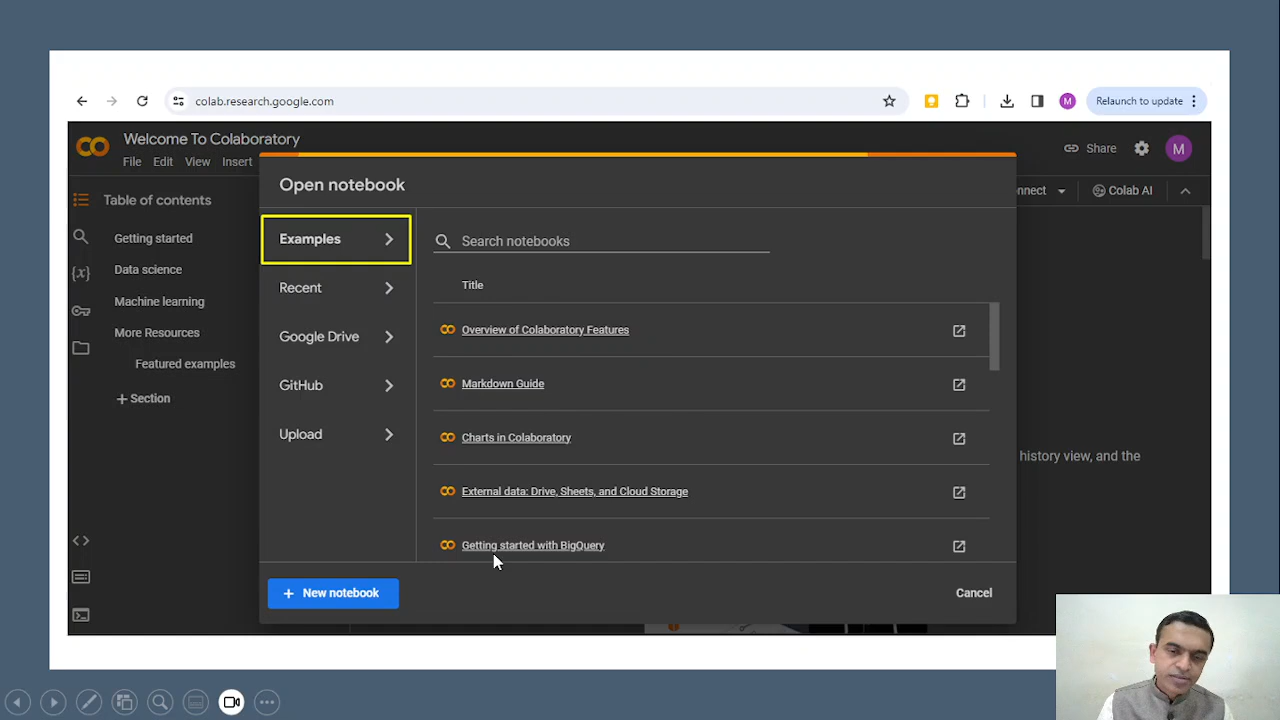 colab.research.google.com
Relaunch to update
Welcome To Colaboratory
File Edit View Insert
Share
M
Open notebook
nnect
Colab AI
Table of contents
Getting started
Data science
Machine learning
More Resources
Featured examples
+ Section
Examples
Recent
Google Drive
GitHub
Upload
Search notebooks
Title
Overview of Colaboratory Features
Markdown Guide
Charts in Colaboratory
External data: Drive, Sheets, and Cloud Storage
Getting started with BigQuery
history view, and the
+ New notebook
Cancel